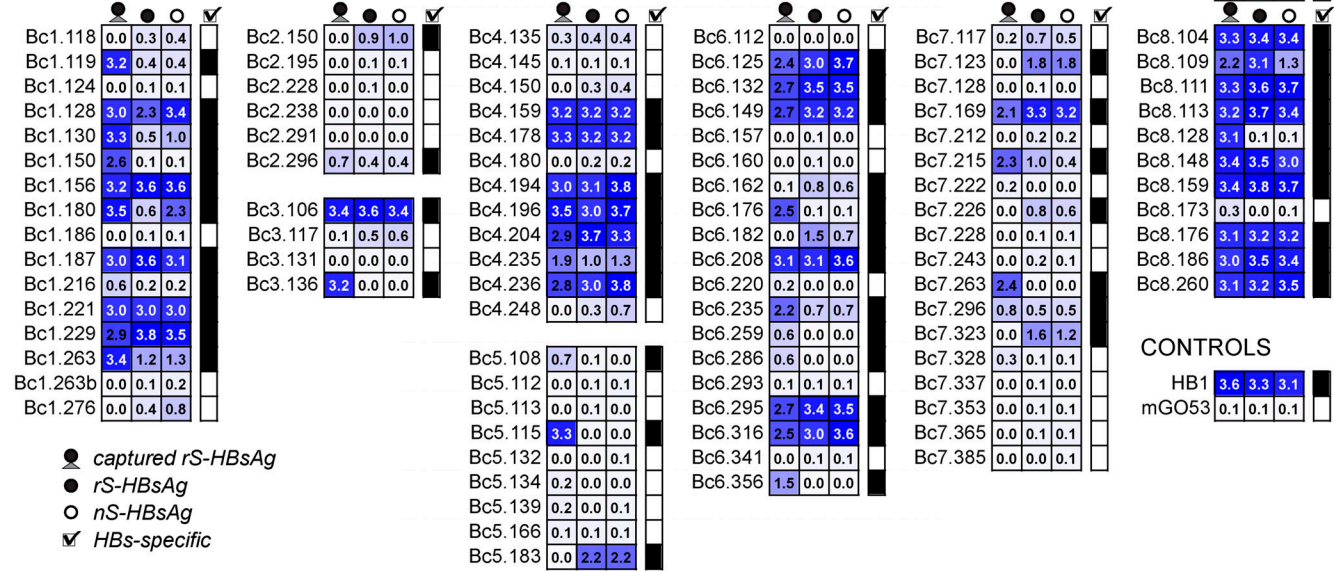 Bc1.118 0.0 0.3 0.4
Bc1.119 3.2 0.4 0.4
Bc1.124 0.0 0.1 0.1
Bc1.128 3.0 2.3 3.4
Bc1.130 3.3 0.5 1.0
Bc1.150 2.6 0.1 0.1
Bc1.156 3.2 3.6 3.6
Bc1.180 3.5 0.6 2.3
Bc1.186 0.0 0.1 0.1
Bc1.187 3.0 3.6 3.1
Bc1.216 0.6 0.2 0.2
Bc1.221 3.0 3.0 3.0
Bc1.229 2.9 3.8 3.5
Bc1.263 3.4 1.2 1.3
Bc1.263b 0.0 0.1 0.2
Bc1.276 0.0 0.4 0.8
captured rS-HBsAg
rS-HBsAg
nS-HBsAg
HBs-specific
Bc2.150 0.0 0.9 1.0
Bc2.195 0.0 0.1 0.1
Bc2.228 0.0 0.1 0.0
Bc2.238 0.0 0.0 0.0
Bc2.291 0.0 0.0 0.0
Bc2.296 0.7 0.4 0.4
Bc3.106 3.4 3.6 3.4
Bc3.117 0.1 0.5 0.6
Bc3.131 0.0 0.0 0.0
Bc3.136 3.2 0.0 0.0
Bc4.135 0.3 0.4 0.4
Bc4.145 0.1 0.1 0.1
Bc4.150 0.0 0.3 0.4
Bc4.159 3.2 3.2 3.2
Bc4.178 3.3 3.2 3.2
Bc4.180 0.0 0.2 0.2
Bc4.194 3.0 3.1 3.8
Bc4.196 3.5 3.0 3.7
Bc4.204 2.9 3.7 3.3
Bc4.235 1.9 1.0 1.3
Bc4.236 2.8 3.0 3.8
Bc4.248 0.0 0.3 0.7
Bc5.108 0.7 0.1 0.0
Bc5.112 0.0 0.1 0.1
Bc5.113 0.0 0.1 0.0
Bc5.115 3.3 0.0 0.0
Bc5.132 0.0 0.0 0.1
Bc5.134 0.2 0.0 0.0
Bc5.139 0.2 0.0 0.1
Bc5.166 0.1 0.1 0.1
Bc5.183 0.0 2.2 2.2
Bc6.112 0.0 0.0 0.0
Bc6.125 2.4 3.0 3.7
Bc6.132 2.7 3.5 3.5
Bc6.149 2.7 3.2 3.2
Bc6.157 0.0 0.1 0.0
Bc6.160 0.0 0.1 0.0
Bc6.162 0.1 0.8 0.6
Bc6.176 2.5 0.1 0.1
Bc6.182 0.0 1.5 0.7
Bc6.208 3.1 3.1 3.6
Bc6.220 0.2 0.0 0.0
Bc6.235 2.2 0.7 0.7
Bc6.259 0.6 0.0 0.0
Bc6.286 0.6 0.0 0.0
Bc6.293 0.1 0.1 0.1
Bc6.295 2.7 3.4 3.5
Bc6.316 2.5 3.0 3.6
Bc6.341 0.0 0.1 0.1
Bc6.356 1.5 0.0 0.0
Bc7.117 0.2 0.7 0.5
Bc7.123 0.0 1.8 1.8
Bc7.128 0.0 0.1 0.0
Bc7.169 2.1 3.3 3.2
Bc7.212 0.0 0.2 0.2
Bc7.215 2.3 1.0 0.4
Bc7.222 0.2 0.0 0.0
Bc7.226 0.0 0.8 0.6
Bc7.228 0.0 0.1 0.1
Bc7.243 0.0 0.2 0.1
Bc7.263 2.4 0.0 0.0
Bc7.296 0.8 0.5 0.5
Bc7.323 0.0 1.6 1.2
Bc7.328 0.3 0.1 0.1
Bc7.337 0.0 0.1 0.0
Bc7.353 0.0 0.1 0.1
Bc7.365 0.0 0.1 0.1
Bc7.385 0.0 0.0 0.1
Bc8.104 3.3 3.4 3.4
Bc8.109 2.2 3.1 1.3
Bc8.111 3.3 3.6 3.7
Bc8.113 3.2 3.7 3.4
Bc8.128 3.1 0.1 0.1
Bc8.148 3.4 3.5 3.0
Bc8.159 3.4 3.8 3.7
Bc8.173 0.3 0.0 0.1
Bc8.176 3.1 3.2 3.2
Bc8.186 3.0 3.5 3.4
Bc8.260 3.1 3.2 3.5
CONTROLS
HB1 3.6 3.3 3.1
mGO53 0.1 0.1 0.1